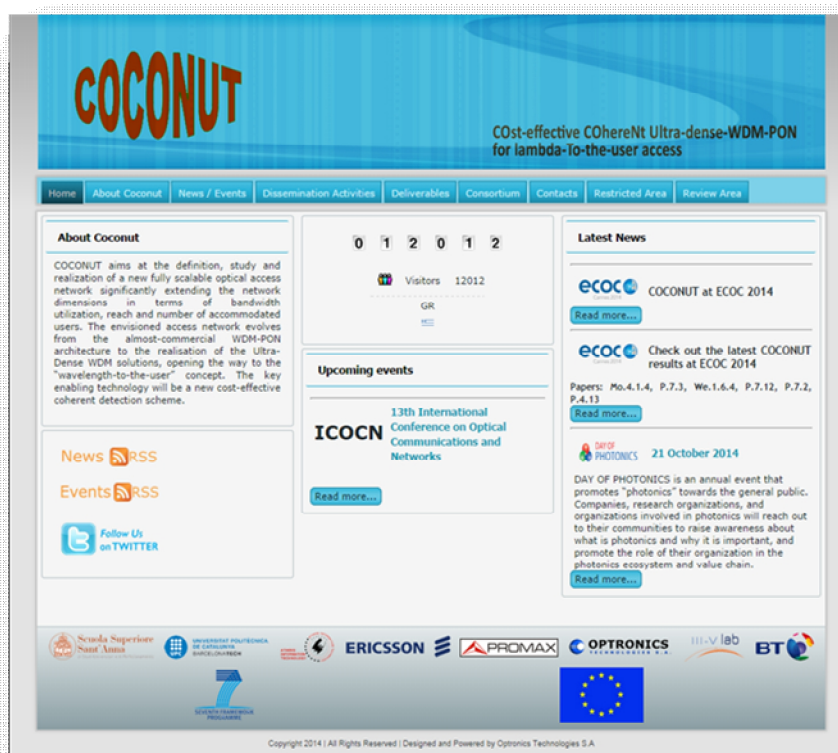 COCONUT
COst-effective COhereNt Ultra-dense-WDM-PON
for lambda-To-the-user access
Home About Coconut News / Events Dissemination Activities Deliverables Consortium Contacts Restricted Area Review Area
About Coconut
COCONUT aims at the definition, study and
realization of a new fully scalable optical access
network significantly extending the network
dimensions in terms of bandwidth
utilization, reach and number of accommodated
users. The envisioned access network evolves
from the almost-commercial WDM-PON
architecture to the realisation of the Ultra-
Dense WDM solutions, opening the way to the
"wavelength-to-the-user" concept. The key
enabling technology will be a new cost-effective
coherent detection scheme.
News RSS
Events RSS
Follow Us
on TWITTER
0 1 2 0 1 2
Visitors 12012
GR
Upcoming events
ICOCN
13th International
Conference on Optical
Communications and
Networks
Read more...
Latest News
ecoc
COCONUT at ECOC 2014
Read more...
ecoc
Check out the latest COCONUT
results at ECOC 2014
Papers: Mo.4.1.4, P.7.3, We.1.6.4, P.7.12, P.7.2,
P.4.13
Read more...
DAY OF
PHOTONICS
21 October 2014
DAY OF PHOTONICS is an annual event that
promotes "photonics" towards the general public.
Companies, research organizations, and
organizations involved in photonics will reach out
to their communities to raise awareness about
what is photonics and why it is important, and
promote the role of their organization in the
photonics ecosystem and value chain.
Read more...
Scuola Superiore
Sant'Anna
UPC
UNIVERSITAT POLITÈCNICA
DE CATALUNYA
BARCELONATECH
ERICSSON
PROMAX
OPTRONICS
TECHNOLOGIES S.A.
III-V lab
BT
SEVENTH FRAMEWORK
PROGRAMME
Copyright 2014 | All Rights Reserved | Designed and Powered by Optronics Technologies S.A